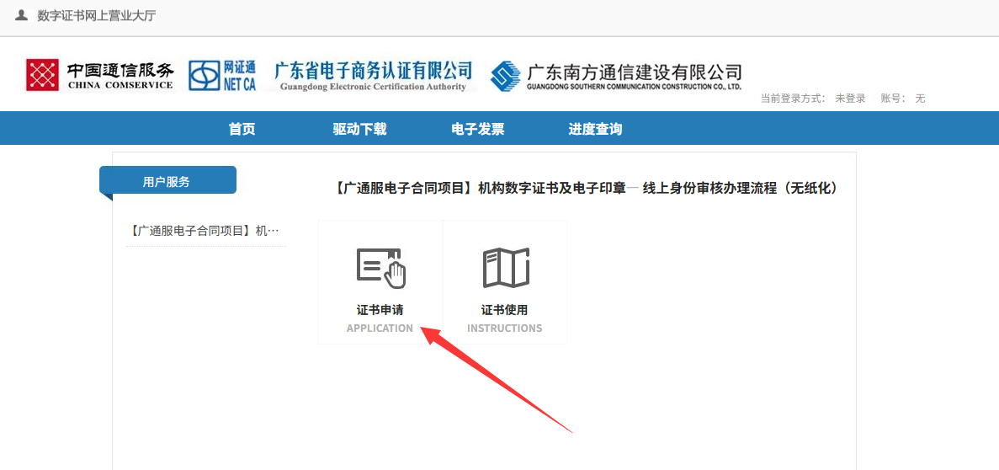 数字证书网上营业大厅
中国通信服务
CHINA COMSERVICE
网证通
NET CA
广东省电子商务认证有限公司
Guangdong Electronic Certification Authority
广东南方通信建设有限公司
GUANGDONG SOUTHERN COMMUNICATION CONSTRUCTION CO., LTD.
当前登录方式： 未登录 账号： 无
首页 驱动下载 电子发票 进度查询
用户服务
【广通服电子合同项目】机构数字证书及电子印章— 线上身份审核办理流程（无纸化）
【广通服电子合同项目】机···
证书申请
APPLICATION
证书使用
INSTRUCTIONS